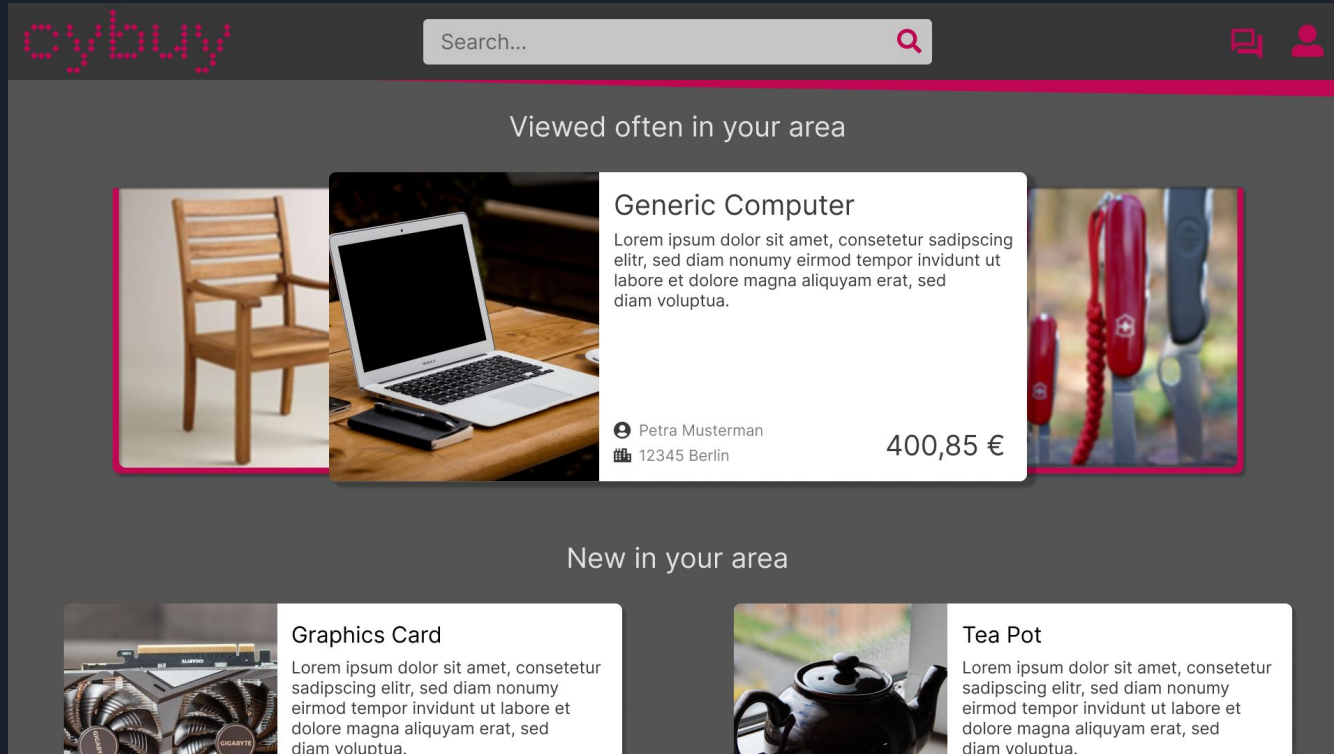 cybuy
Search...
Viewed often in your area
Generic Computer
Lorem ipsum dolor sit amet, consetetur sadipscing
elitr, sed diam nonumy eirmod tempor invidunt ut
labore et dolore magna aliquyam erat, sed
diam voluptua.
Petra Musterman
12345 Berlin
400,85 €
New in your area
Graphics Card
Lorem ipsum dolor sit amet, consetetur
sadipscing elitr, sed diam nonumy
eirmod tempor invidunt ut labore et
dolore magna aliquyam erat, sed
diam voluptua.
GIGABYTE
GIGABYTE
GIGABYTE
Tea Pot
Lorem ipsum dolor sit amet, consetetur
sadipscing elitr, sed diam nonumy
eirmod tempor invidunt ut labore et
dolore magna aliquyam erat, sed
diam voluptua.